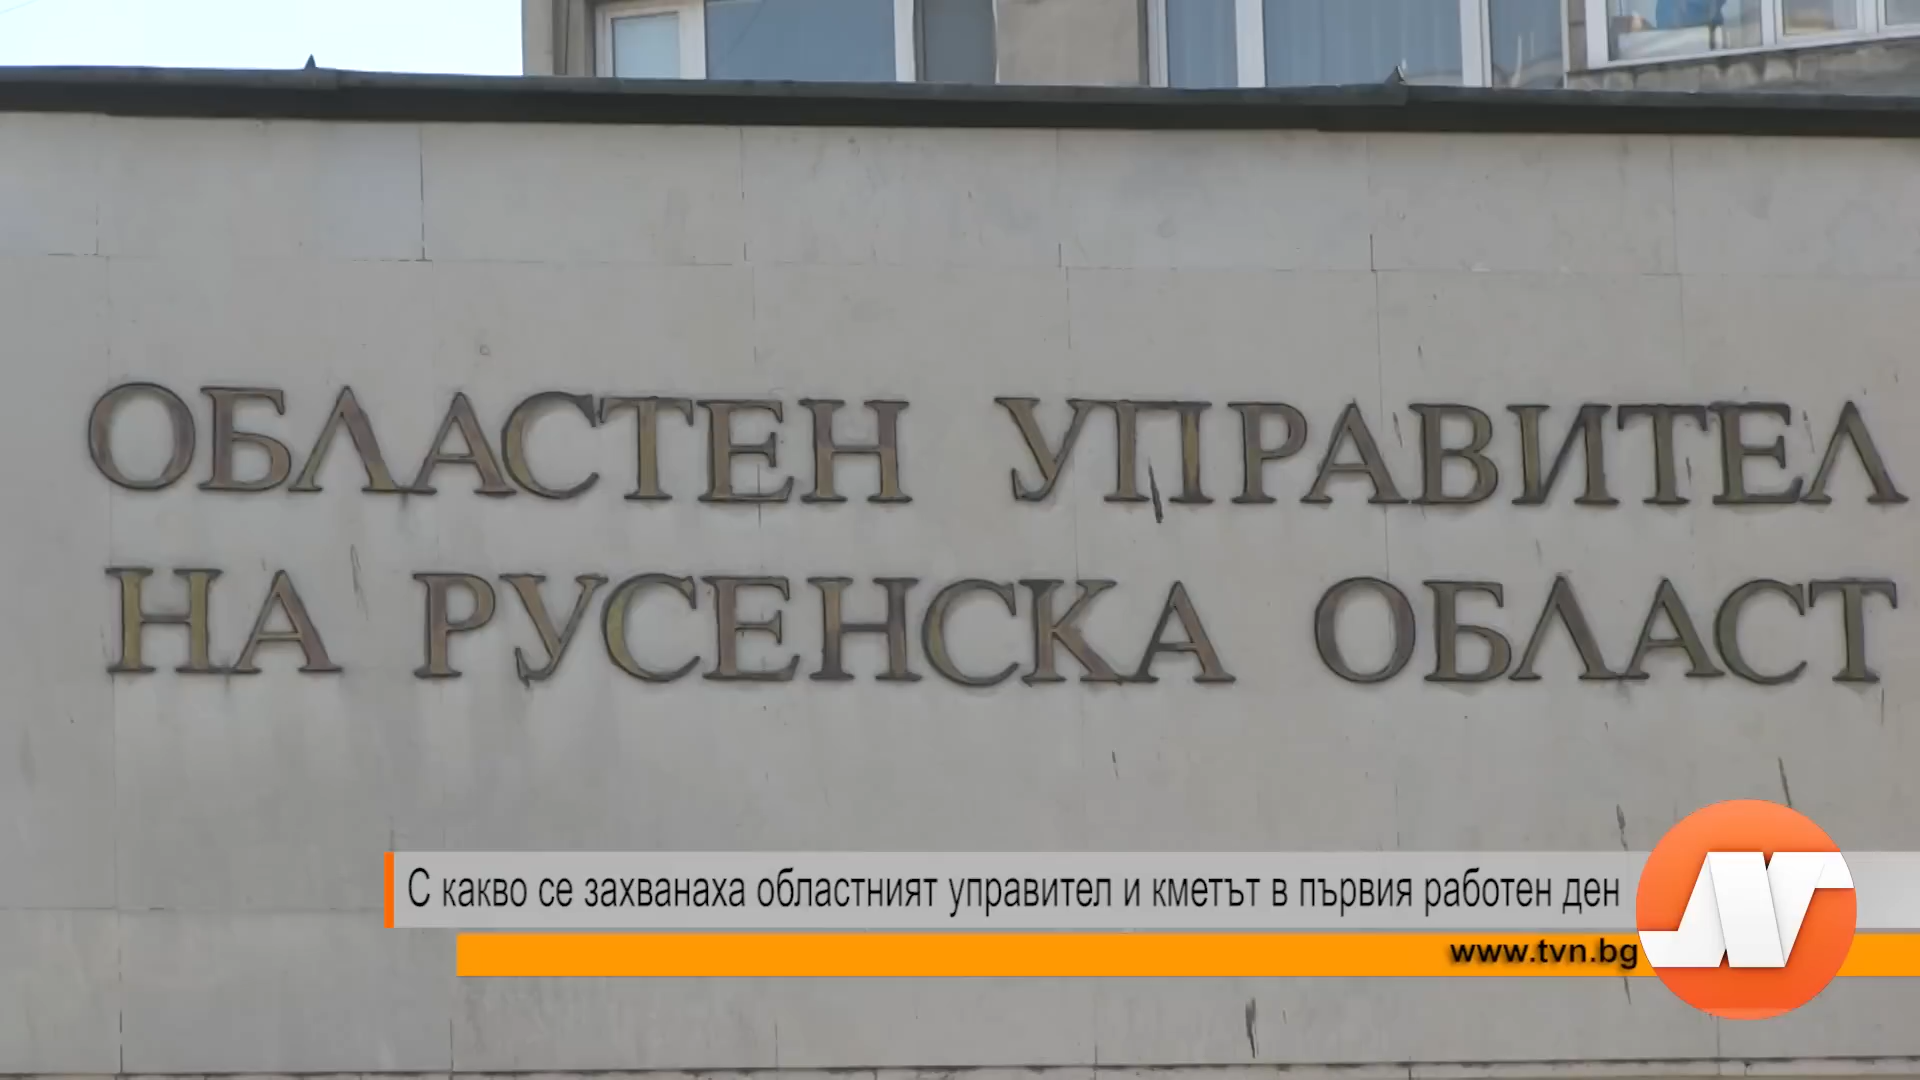 ОБЛАСТЕН УПРАВИТЕЛ
НА РУСЕНСКА ОБЛАСТ
С какво се захванаха областният управител и кметът в първия работен ден
www.tvn.bg